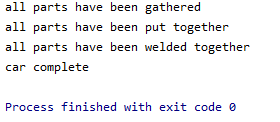 all parts have been gathered
all parts have been put together
all parts have been welded together
car complete
Process finished with exit code 0